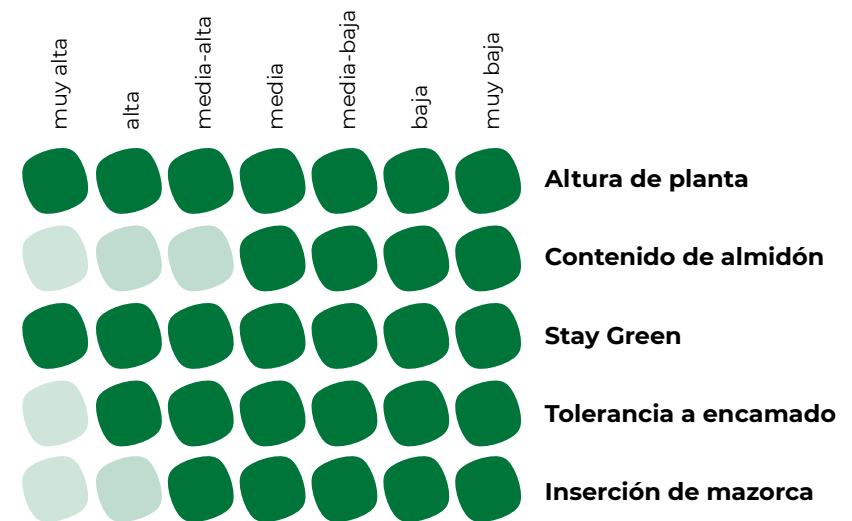 muy alta
alta
media-alta
media
media-baja
baja
muy baja
Altura de planta
Contenido de almidón
Stay Green
Tolerancia a encamado
Inserción de mazorca